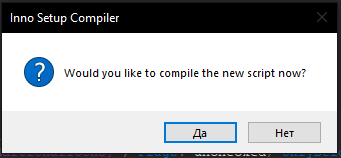 Inno Setup Compiler
Would you like to compile the new script now?
Да
Нет